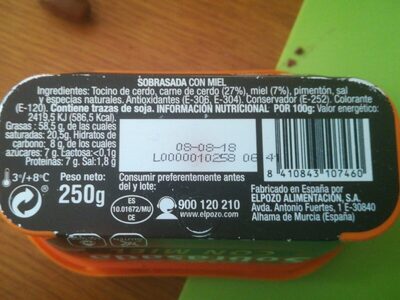 SOBRASADA CON MIEL
Ingredientes: Tocino de cerdo, carne de cerdo (27%), miel (7%), pimentón, sal
y especias naturales. Antioxidantes (E-306, E-304). Conservador (E-252). Colorante
(E-120). Contiene trazas de soja. INFORMACIÓN NUTRICIONAL POR 100g: Valor energético:
2419,5 KJ (586,5 Kcal).
Grasas : 58,5 g, de las cuales
saturadas: 20,5g. Hidratos de
carbono: 8 g, de los cuales
azúcares: 7 g. Lactosa:<0,1g
Proteínas: 7 g. Sal:1,8 g
08-08-18
L0000010258 06 41
8 410843 107460
3º/+8ºC
Peso neto:
250g
Consumir preferentemente antes
del y lote:
ES
10.01672/MU
CE
900 120 210
www.elpozo.com
Fabricado en España por
ELPOZO ALIMENTACIÓN, S.A.
Avda. Antonio Fuertes, 1 E-30840
Alhama de Murcia (España)